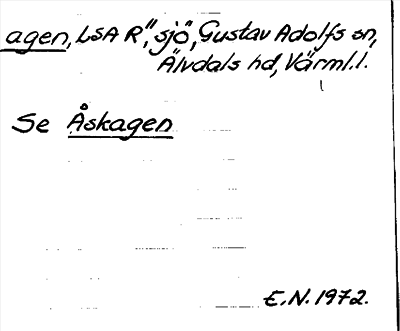 agen, LSA R", sjö", Gustav Adolfs sn,
Älvdals hd, Värml. l.
Se Åskagen
E.N. 1972.